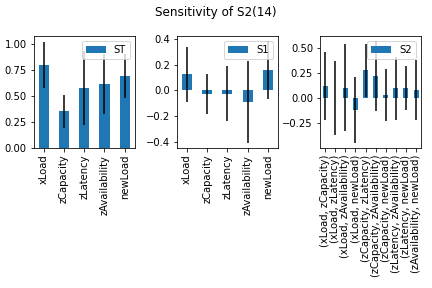 Sensitivity of S2(14)
ST
1.00
0.75
0.50
0.25
0.00
xLoad
zCapacity
zLatency
zAvailability
newLoad
S1
0.4
0.2
0.0
−0.2
−0.4
xLoad
zCapacity
zLatency
zAvailability
newLoad
S2
0.50
0.25
0.00
−0.25
(xLoad, zCapacity)
(xLoad, zLatency)
(xLoad, zAvailability)
(xLoad, newLoad)
(zCapacity, zLatency)
(zCapacity, zAvailability)
(zCapacity, newLoad)
(zLatency, zAvailability)
(zLatency, newLoad)
(zAvailability, newLoad)